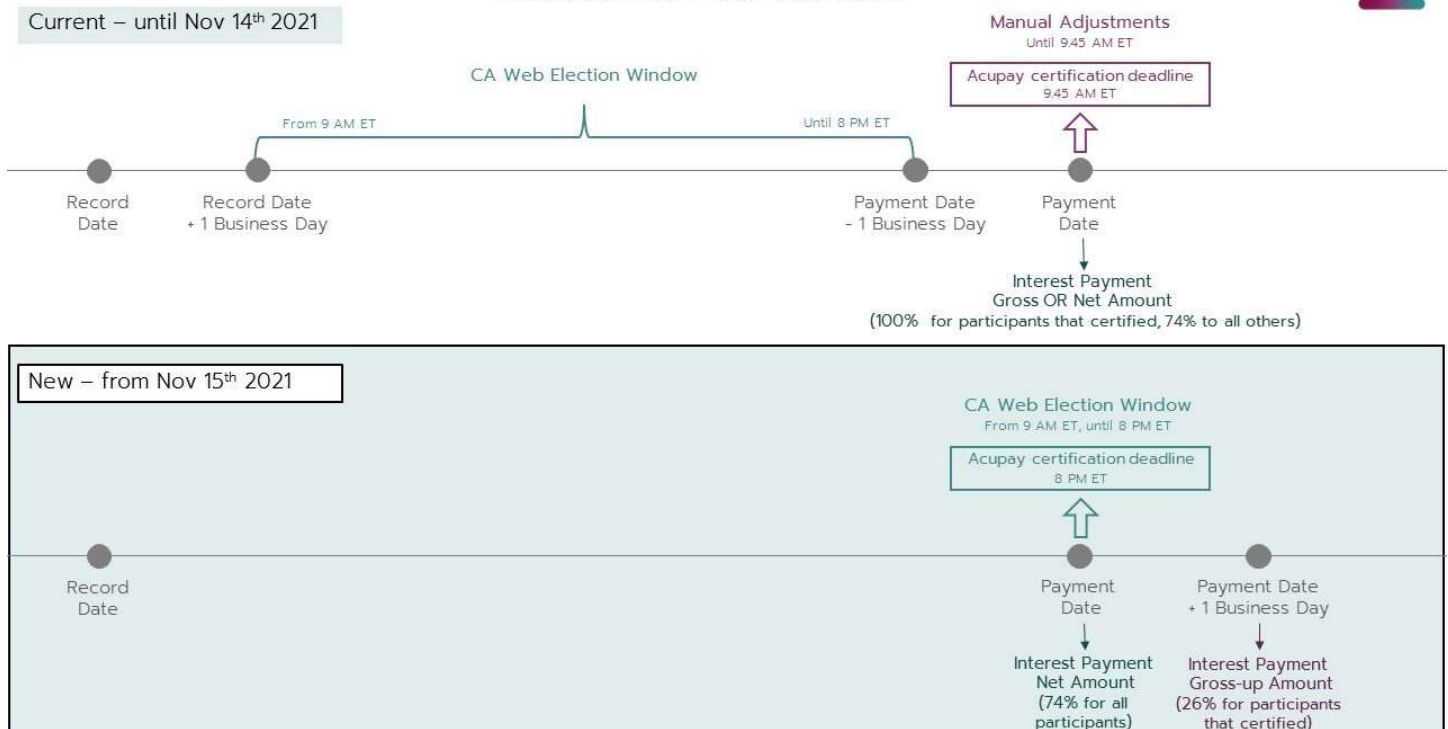 Current – until Nov 14th 2021
Manual Adjustments
Until 9.45 AM ET
CA Web Election Window
Acupay certification deadline
9.45 AM ET
From 9 AM ET
Until 8 PM ET
Record
Date
Record Date
+ 1 Business Day
Payment Date
- 1 Business Day
Payment
Date
Interest Payment
Gross OR Net Amount
(100% for participants that certified, 74% to all others)
New – from Nov 15th 2021
CA Web Election Window
From 9 AM ET, until 8 PM ET
Acupay certification deadline
8 PM ET
Record
Date
Payment
Date
Payment Date
+ 1 Business Day
Interest Payment
Net Amount
(74% for all
participants)
Interest Payment
Gross-up Amount
(26% for participants
that certified)